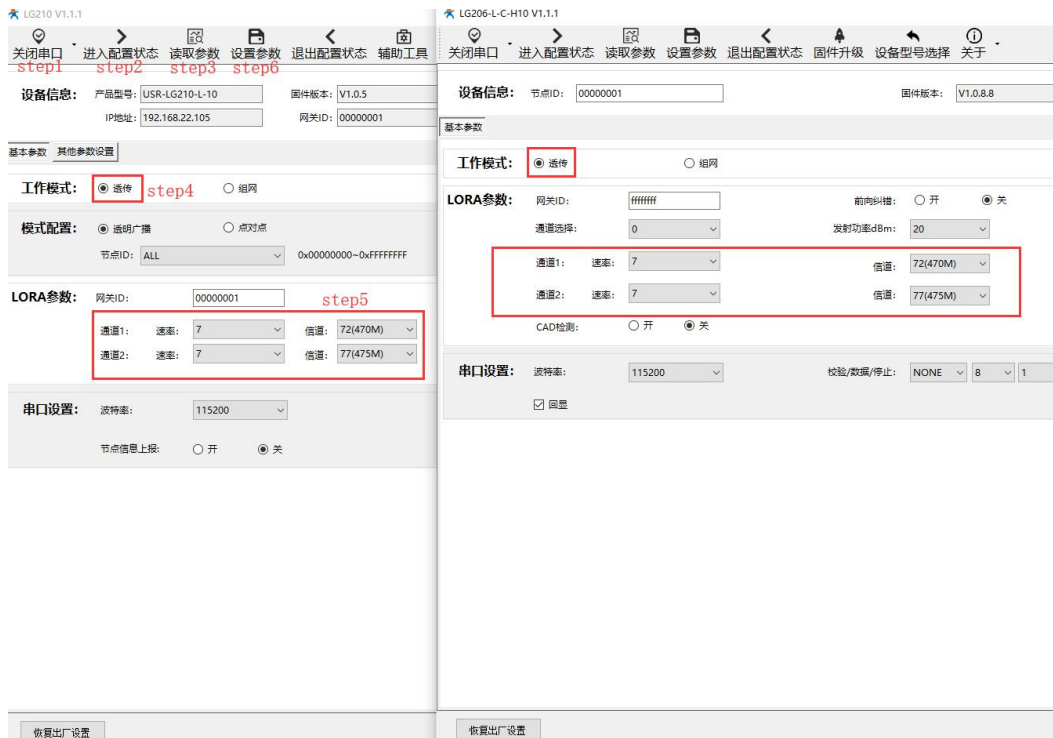 LG210 V1.1.1
关闭串口 进入配置状态 读取参数 设置参数 退出配置状态 辅助工具
step1 step2 step3 step6
设备信息: 产品型号: USR-LG210-L-10 固件版本: V1.0.5
IP地址: 192.168.22.105 网关ID: 00000001
基本参数 其他参数设置
工作模式: 透传 step4 组网
模式配置: 透明广播 点对点
节点ID: ALL 0x00000000~0xFFFFFFFF
LORA参数: 网关ID: 00000001 step5
通道1: 速率: 7 信道: 72(470M)
通道2: 速率: 7 信道: 77(475M)
串口设置: 波特率: 115200
节点信息上报: 开 关
恢复出厂设置
LG206-L-C-H10 V1.1.1
关闭串口 进入配置状态 读取参数 设置参数 退出配置状态 固件升级 设备型号选择 关于
设备信息: 节点ID: 00000001 固件版本: V1.0.8.8
基本参数
工作模式: 透传 组网
LORA参数: 网关ID: ffffffff 前向纠错: 开 关
通道选择: 0 发射功率dBm: 20
通道1: 速率: 7 信道: 72(470M)
通道2: 速率: 7 信道: 77(475M)
CAD检测: 开 关
串口设置: 波特率: 115200 校验/数据/停止: NONE 8 1
回显
恢复出厂设置